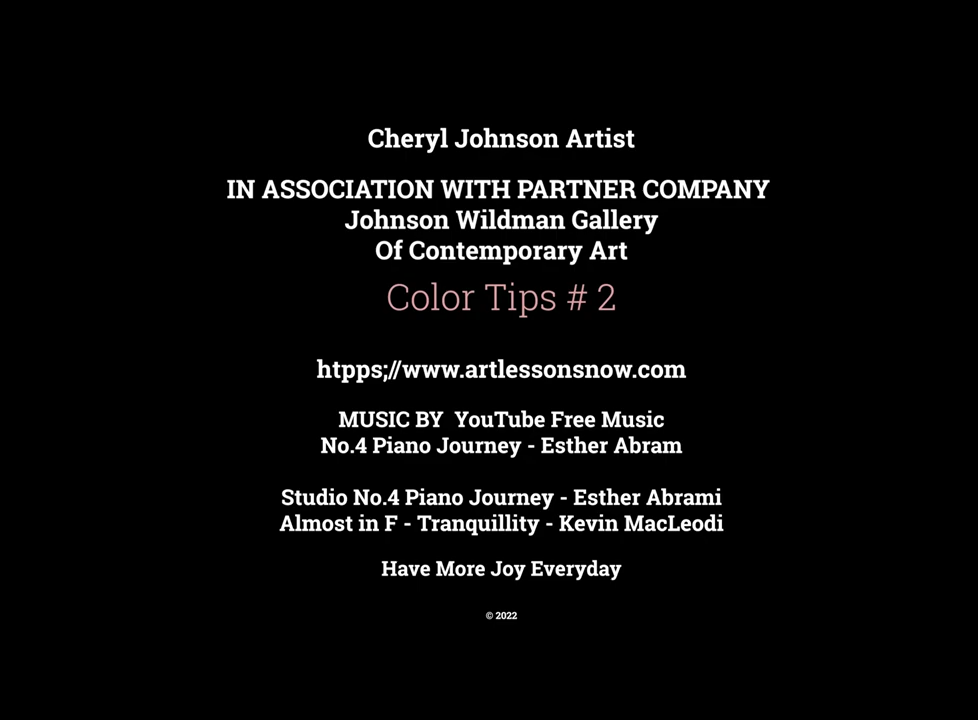 Cheryl Johnson Artist
IN ASSOCIATION WITH PARTNER COMPANY
Johnson Wildman Gallery
Of Contemporary Art
Color Tips # 2
htpps;//www.artlessonsnow.com
MUSIC BY  YouTube Free Music
No.4 Piano Journey - Esther Abram
Studio No.4 Piano Journey - Esther Abrami
Almost in F - Tranquillity - Kevin MacLeodi
Have More Joy Everyday
© 2022